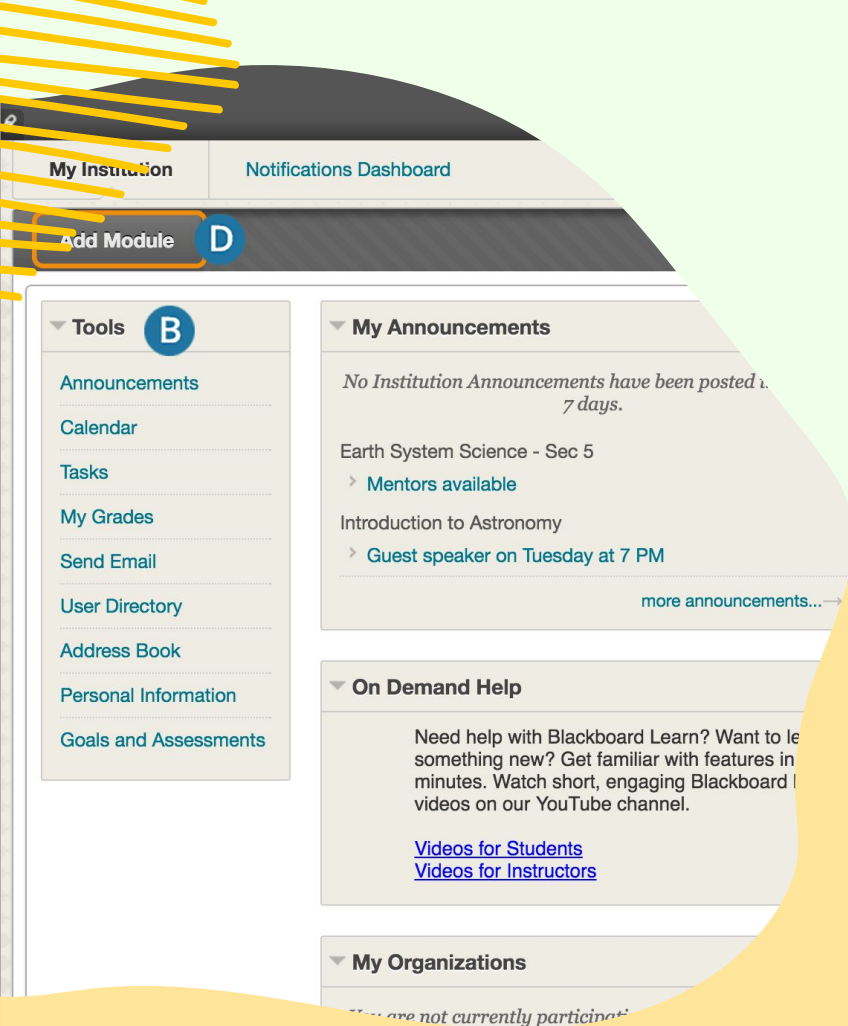 My Institution
Notifications Dashboard
Add Module D
Tools B
Announcements
Calendar
Tasks
My Grades
Send Email
User Directory
Address Book
Personal Information
Goals and Assessments
My Announcements
No Institution Announcements have been posted
7 days.
Earth System Science - Sec 5
Mentors available
Introduction to Astronomy
Guest speaker on Tuesday at 7 PM
more announcements...
On Demand Help
Need help with Blackboard Learn? Want to
something new? Get familiar with features in
minutes. Watch short, engaging Blackboard
videos on our YouTube channel.
Videos for Students
Videos for Instructors
My Organizations
are not currently